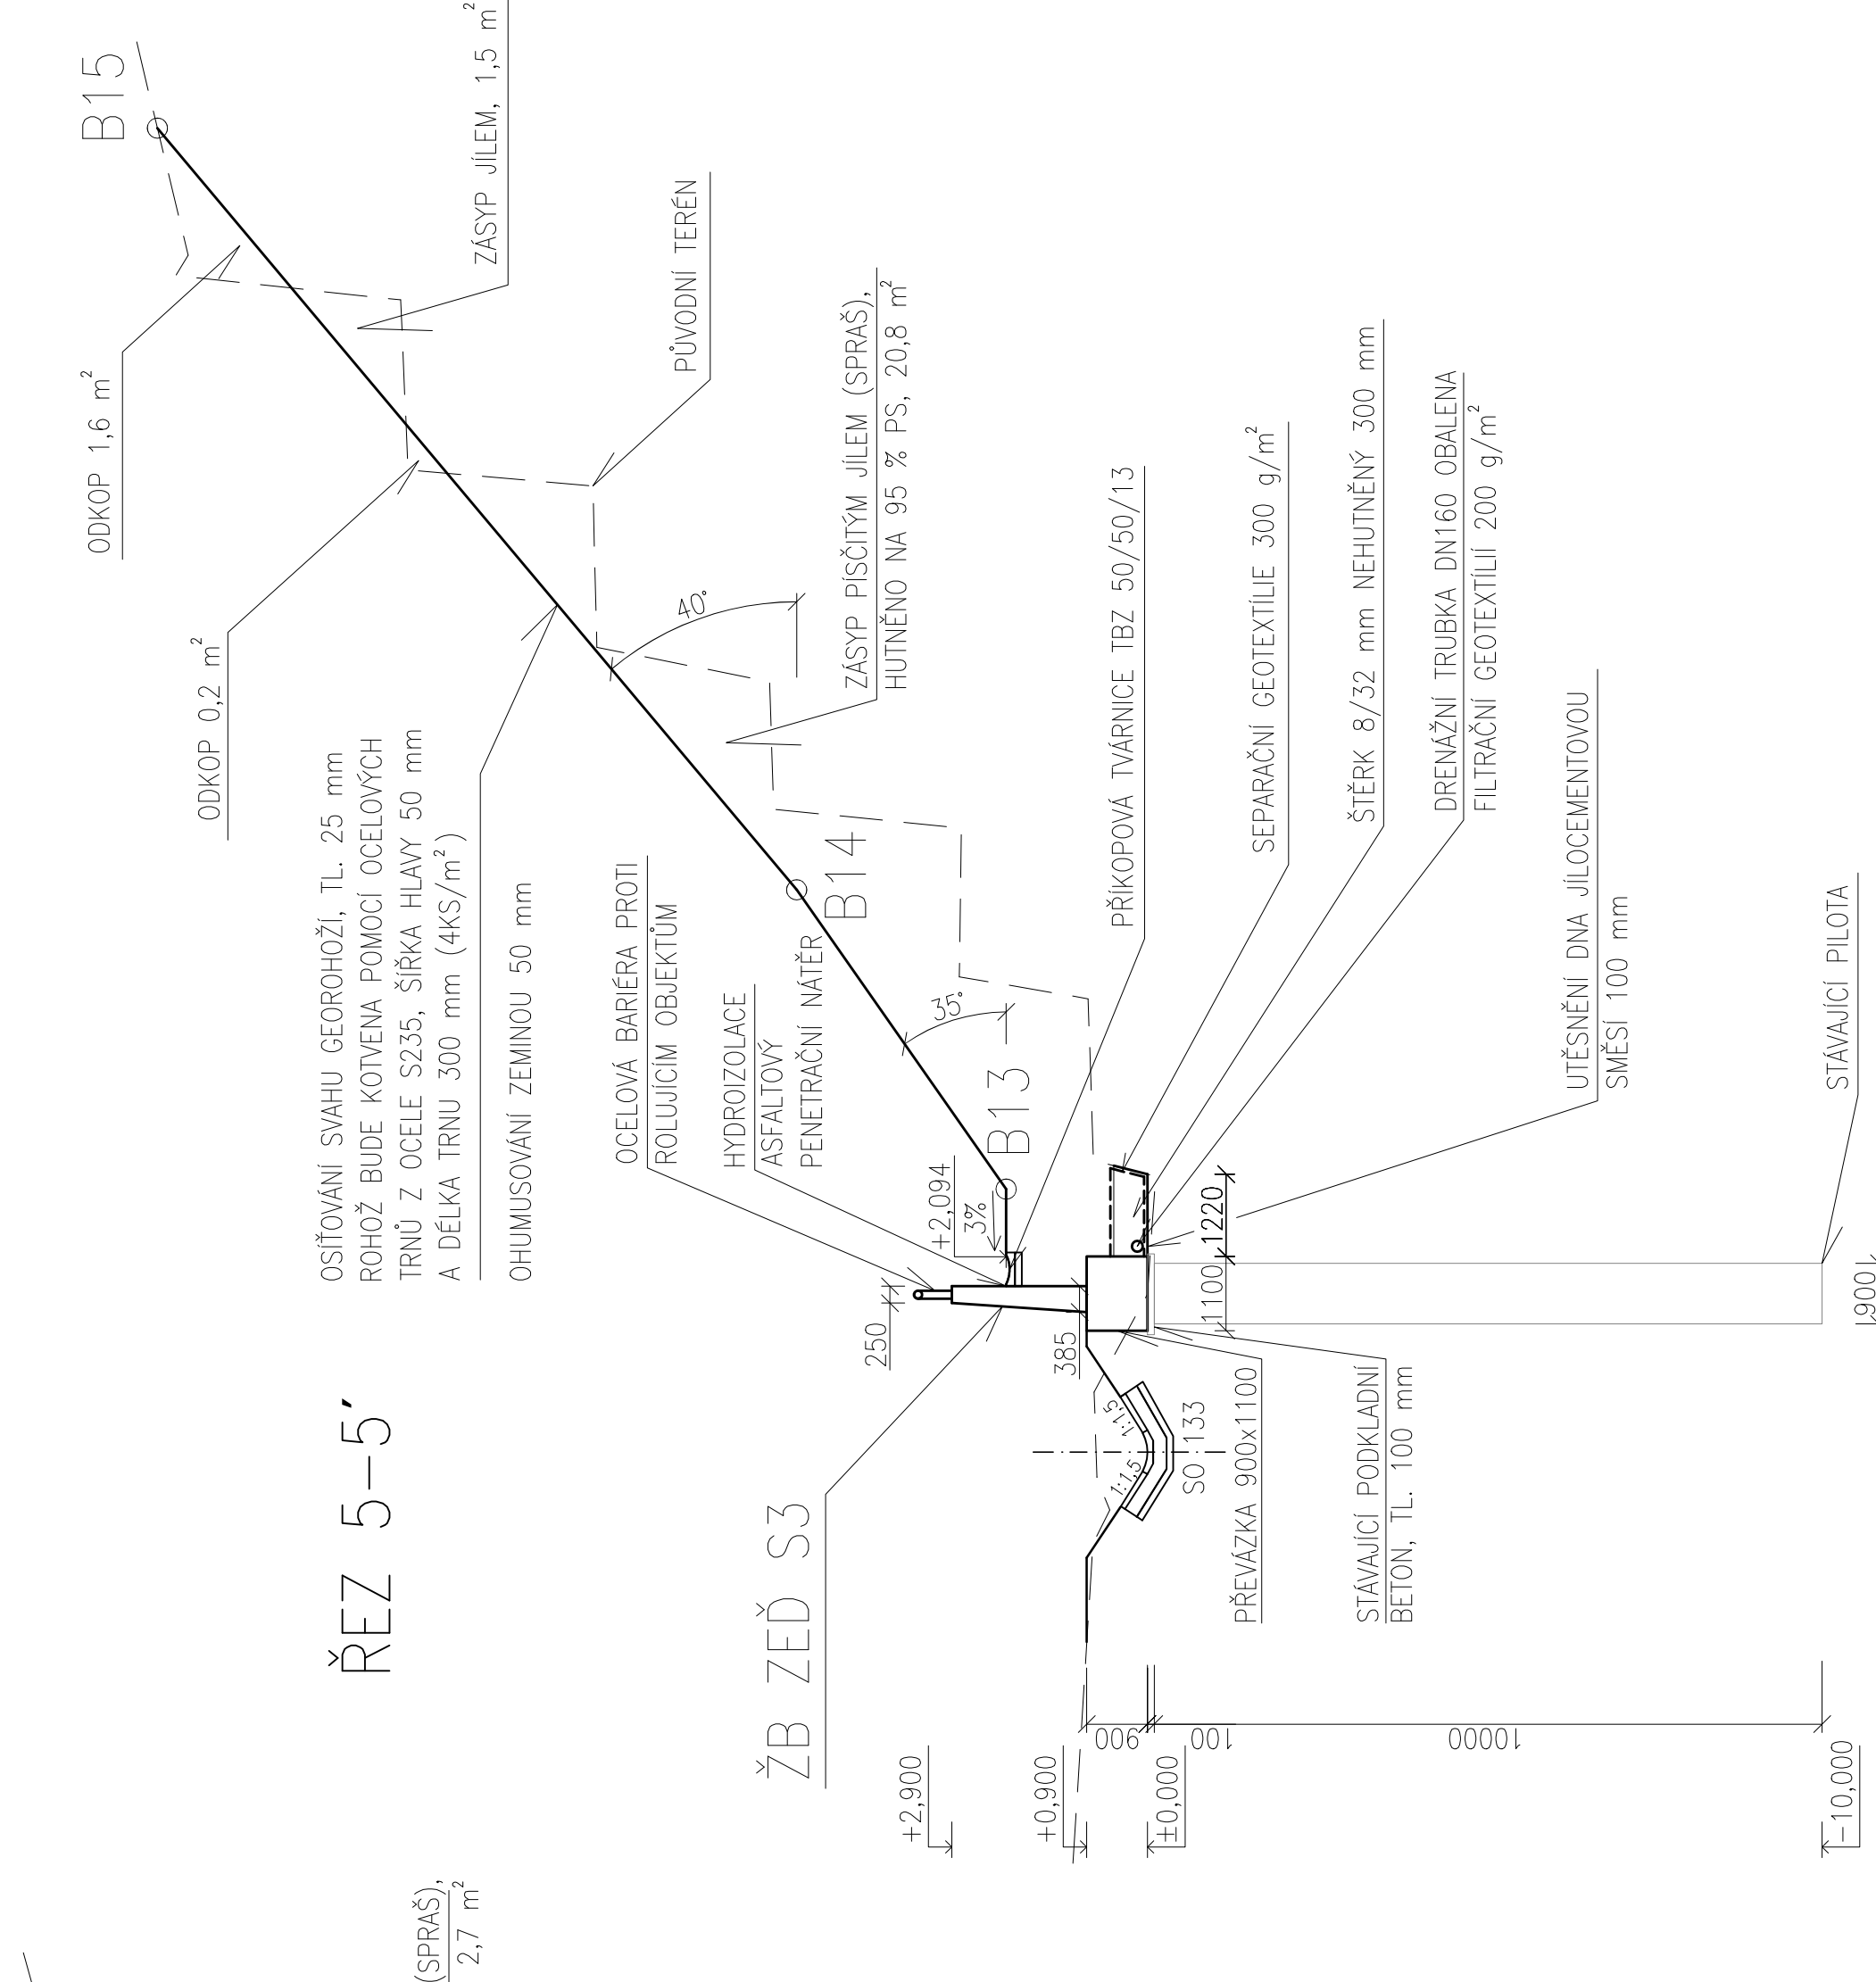 ŘEZ 5-5´
B15
ODKOP 1,6 m²
ODKOP 0,2 m²
ZÁSYP JÍLEM, 1,5 m²
PŮVODNÍ TERÉN
ZÁSYP PÍSČITÝM JÍLEM (SPRAŠ),
HUTNĚNO NA 95 % PS, 20,8 m²
40°
OSÍŤOVÁNÍ SVAHU GEOROHOŽÍ, TL. 25 mm
ROHOŽ BUDE KOTVENA POMOCÍ OCELOVÝCH
TRNŮ Z OCELE S235, ŠÍRKA HLAVY 50 mm
A DÉLKA TRNU 300 mm (4KS/m²)
OHUMUSOVÁNÍ ZEMINOU 50 mm
OCELOVÁ BARIÉRA PROTI
ROLUJÍCÍM OBJEKTŮM
HYDROIZOLACE
ASFALTOVÝ
PENETRAČNÍ NÁTĚR
B14
35°
B13
PŘÍKOPOVÁ TVÁRNICE TBZ 50/50/13
SEPARAČNÍ GEOTEXTÍLIE 300 g/m²
ŠTĚRK 8/32 mm NEHUTNĚNÝ 300 mm
DRENÁŽNÍ TRUBKA DN160 OBALENA
FILTRAČNÍ GEOTEXTÍLIÍ 200 g/m²
UTĚSNĚNÍ DNA JÍLOCEMENTOVOU
SMĚSÍ 100 mm
STÁVAJÍCÍ PILOTA
+2,094
3%
250
385
1220
1100
900
1:1,5
1:1,5
SO 133
ŽB ZEĎ S3
PŘEVÁZKA 900x1100
STÁVAJÍCÍ PODKLADNÍ
BETON, TL. 100 mm
900
100
10000
+2,900
+0,900
±0,000
-10,000
(SPRAŠ),
2,7 m²